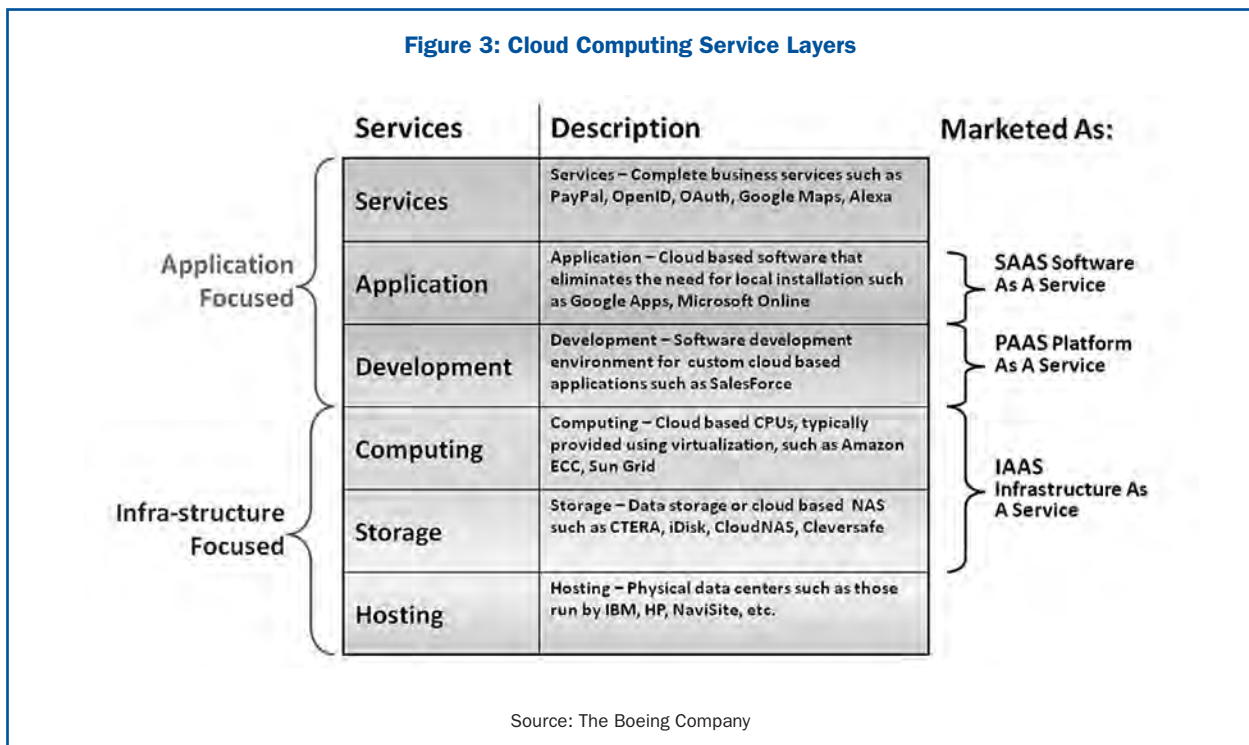 Figure 3: Cloud Computing Service Layers
Services
Description
Marketed As:
Application
Focused
Services
Services – Complete business services such as
PayPal, OpenID, OAuth, Google Maps, Alexa
Application
Application – Cloud based software that
eliminates the need for local installation such
as Google Apps, Microsoft Online
SAAS Software
As A Service
Development
Development – Software development
environment for custom cloud based
applications such as SalesForce
PAAS Platform
As A Service
Infra-structure
Focused
Computing
Computing – Cloud based CPUs, typically
provided using virtualization, such as Amazon
ECC, Sun Grid
IAAS
Infrastructure As
A Service
Storage
Storage – Data storage or cloud based NAS
such as CTERA, iDisk, CloudNAS, Cleversafe
Hosting
Hosting – Physical data centers such as those
run by IBM, HP, NaviSite, etc.
Source: The Boeing Company